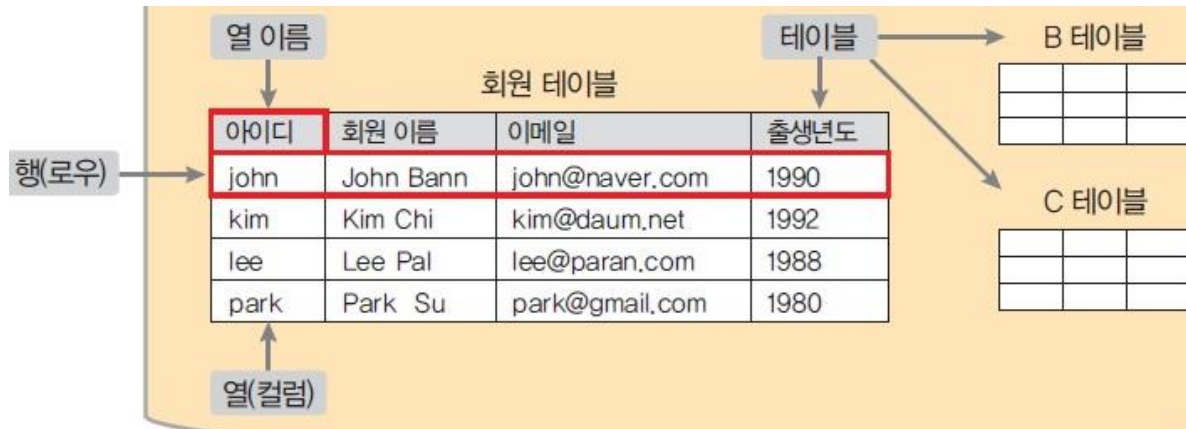 열 이름
테이블
B 테이블
회원 테이블
아이디 회원 이름 이메일 출생년도
행(로우)
john John Bann john@naver.com 1990
kim Kim Chi kim@daum.net 1992
C 테이블
lee Lee Pal lee@paran.com 1988
park Park Su park@gmail.com 1980
열(컬럼)